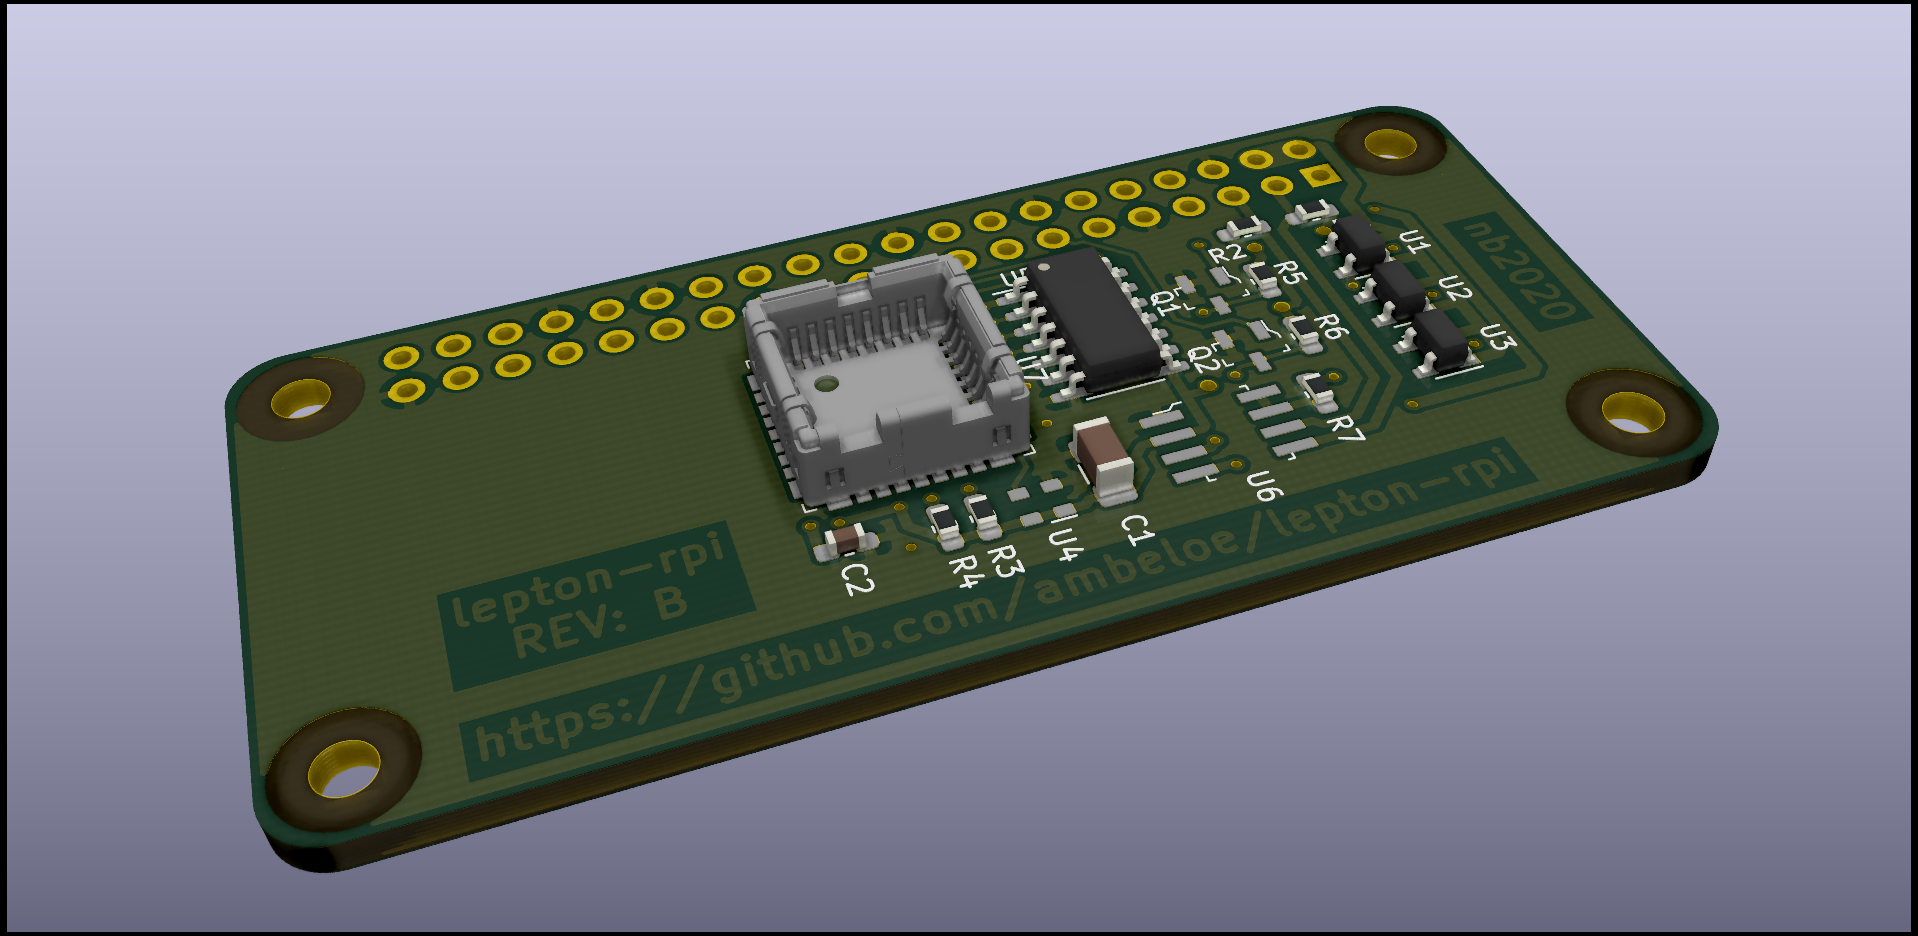 nb2020
U1
U2
U3
R2
R5
Q1
R6
Q2
R7
U7
U6
C1
U4
R3
R4
C2
lepton-rpi
REV: B
https://github.com/ambeloe/lepton-rpi